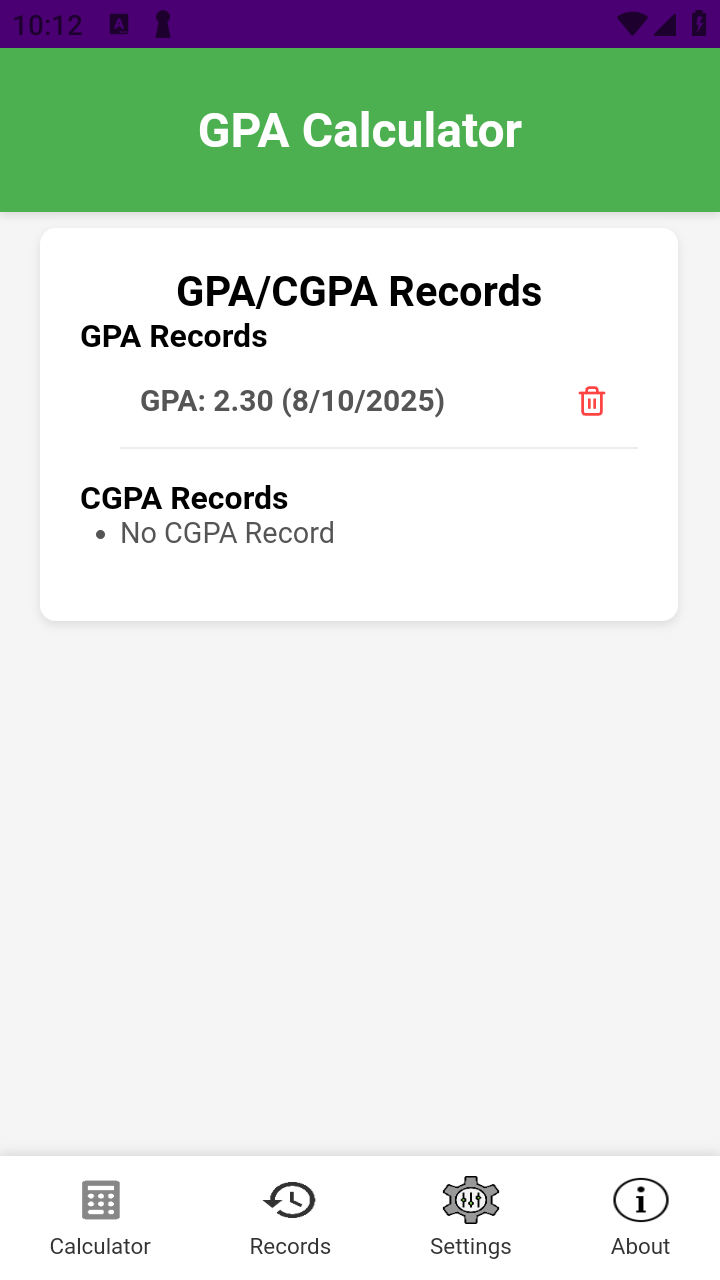 10:12
GPA Calculator
GPA/CGPA Records
GPA Records
GPA: 2.30 (8/10/2025)
CGPA Records
• No CGPA Record
Calculator
Records
Settings
About